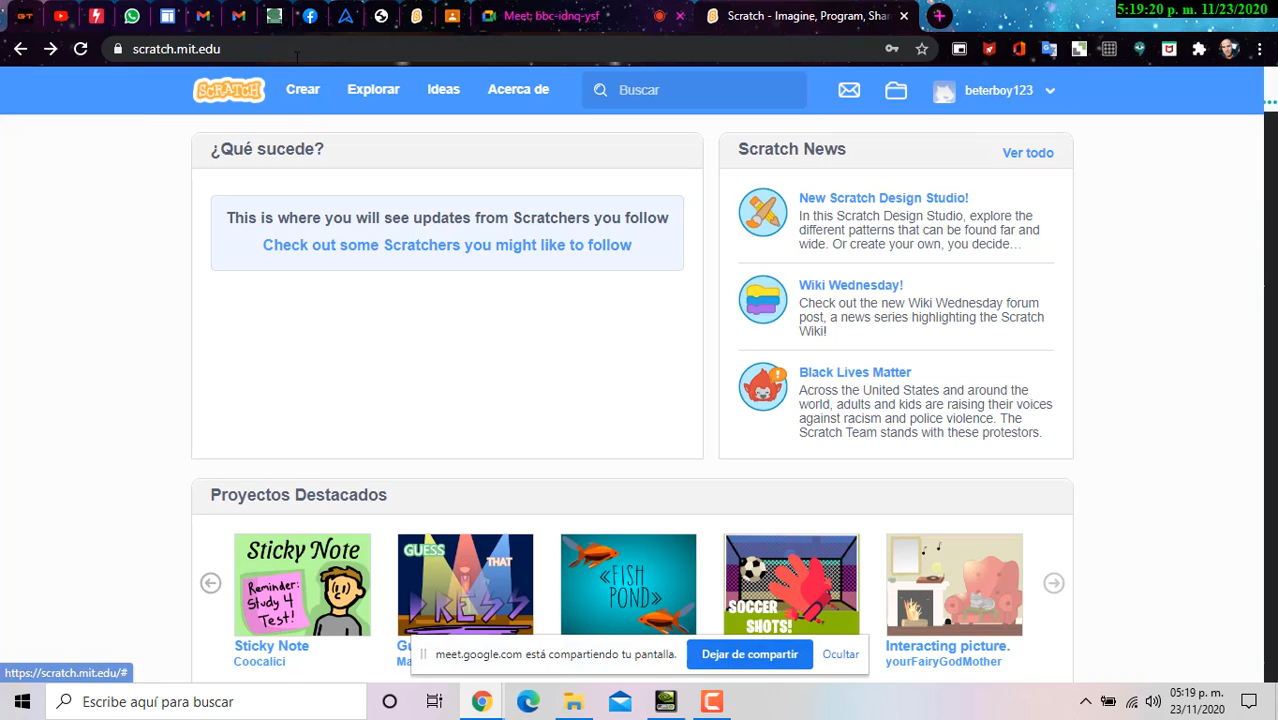 5:19:20 p. m. 11/23/2020
Meet: bbc-idnq-ysf
Scratch - Imagine, Program, Shar
scratch.mit.edu
SCRATCH
Crear
Explorar
Ideas
Acerca de
Buscar
beterboy123
¿Qué sucede?
This is where you will see updates from Scratchers you follow
Check out some Scratchers you might like to follow
Scratch News
Ver todo
New Scratch Design Studio!
In this Scratch Design Studio, explore the
different patterns that can be found far and
wide. Or create your own, you decide…
Wiki Wednesday!
Check out the new Wiki Wednesday forum
post, a news series highlighting the Scratch
Wiki!
Black Lives Matter
Across the United States and around the
world, adults and kids are raising their voices
against racism and police violence. The
Scratch Team stands with these protestors.
Proyectos Destacados
Sticky Note
Reminder:
Study 4
Test!
GUESS
THAT
DRESS
«FISH
POND»
SOCCER
SHOTS!
Sticky Note
Coocalici
Interacting picture.
yourFairyGodMother
meet.google.com está compartiendo tu pantalla.
Dejar de compartir
Ocultar
https://scratch.mit.edu/#
Escribe aquí para buscar
05:19 p. m.
23/11/2020